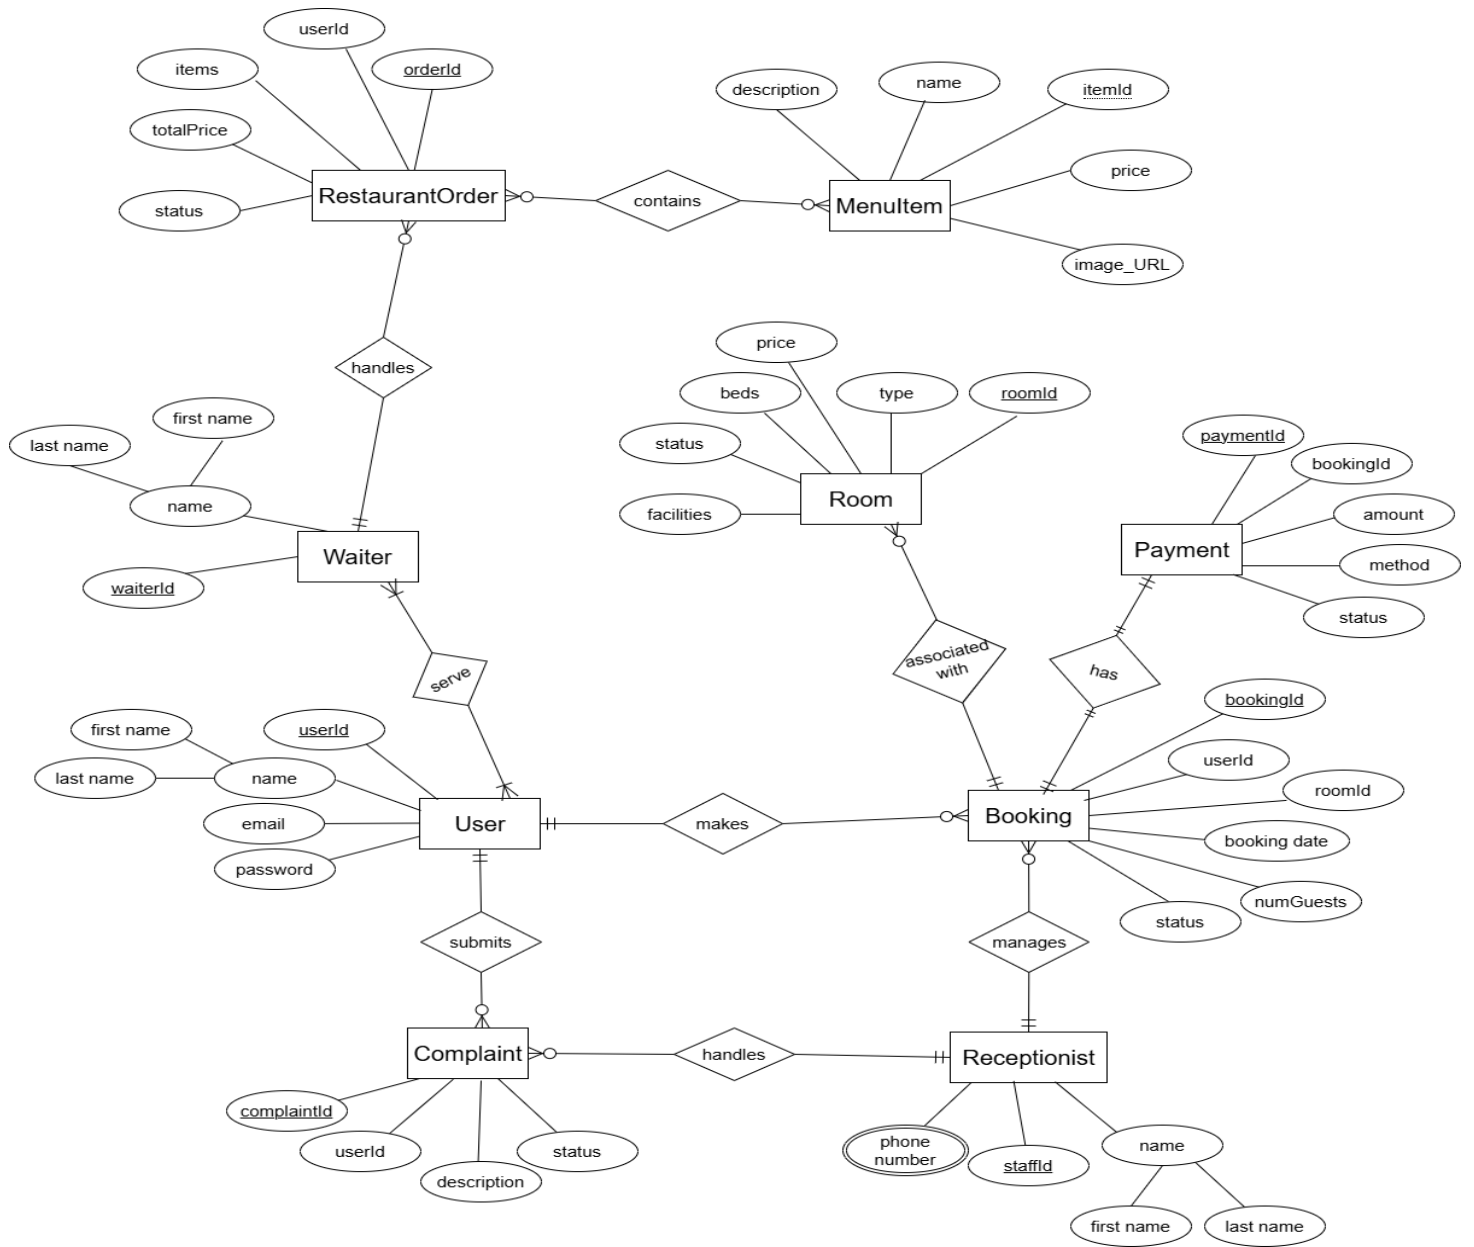 userId
items
orderId
totalPrice
status
RestaurantOrder
contains
description
name
itemId
price
MenuItem
image_URL
handles
first name
last name
name
Waiter
waiterId
price
beds
type
roomId
status
facilities
Room
paymentId
bookingId
amount
Payment
method
status
serve
associated
with
has
first name
userId
last name
name
email
User
password
makes
bookingId
userId
roomId
Booking
booking date
numGuests
status
submits
manages
Complaint
handles
Receptionist
complaintId
userId
status
description
phone
number
staffId
name
first name
last name